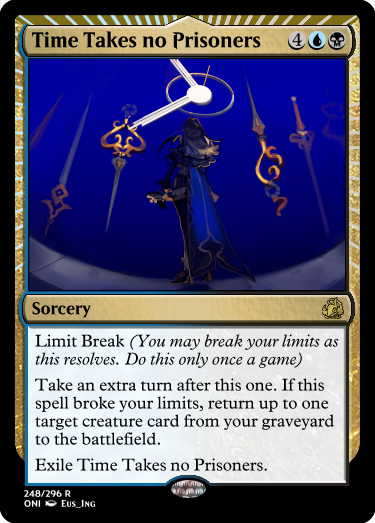 Time Takes no Prisoners 4
Sorcery
Limit Break (You may break your limits as
this resolves. Do this only once a game)
Take an extra turn after this one. If this
spell broke your limits, return up to one
target creature card from your graveyard
to the battlefield.
Exile Time Takes no Prisoners.
248/296 R
ONI Eus_Ing